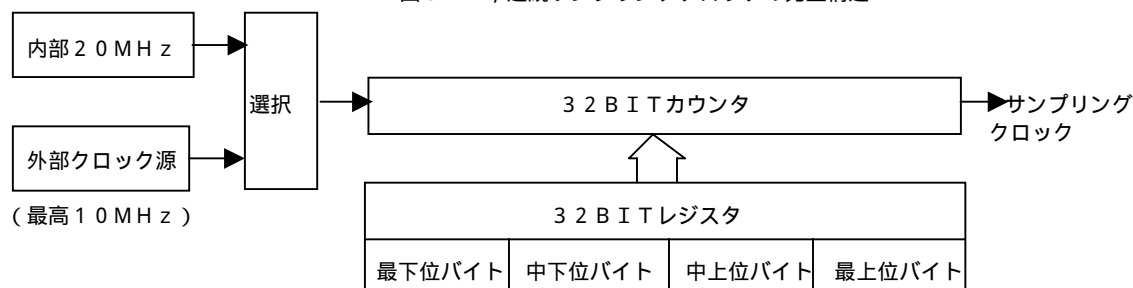 内部２０ＭＨｚ
選択
３２ＢＩＴカウンタ
サンプリング
クロック
外部クロック源
（最高１０ＭＨｚ）
３２ＢＩＴレジスタ
最下位バイト
中下位バイト
中上位バイト
最上位バイト